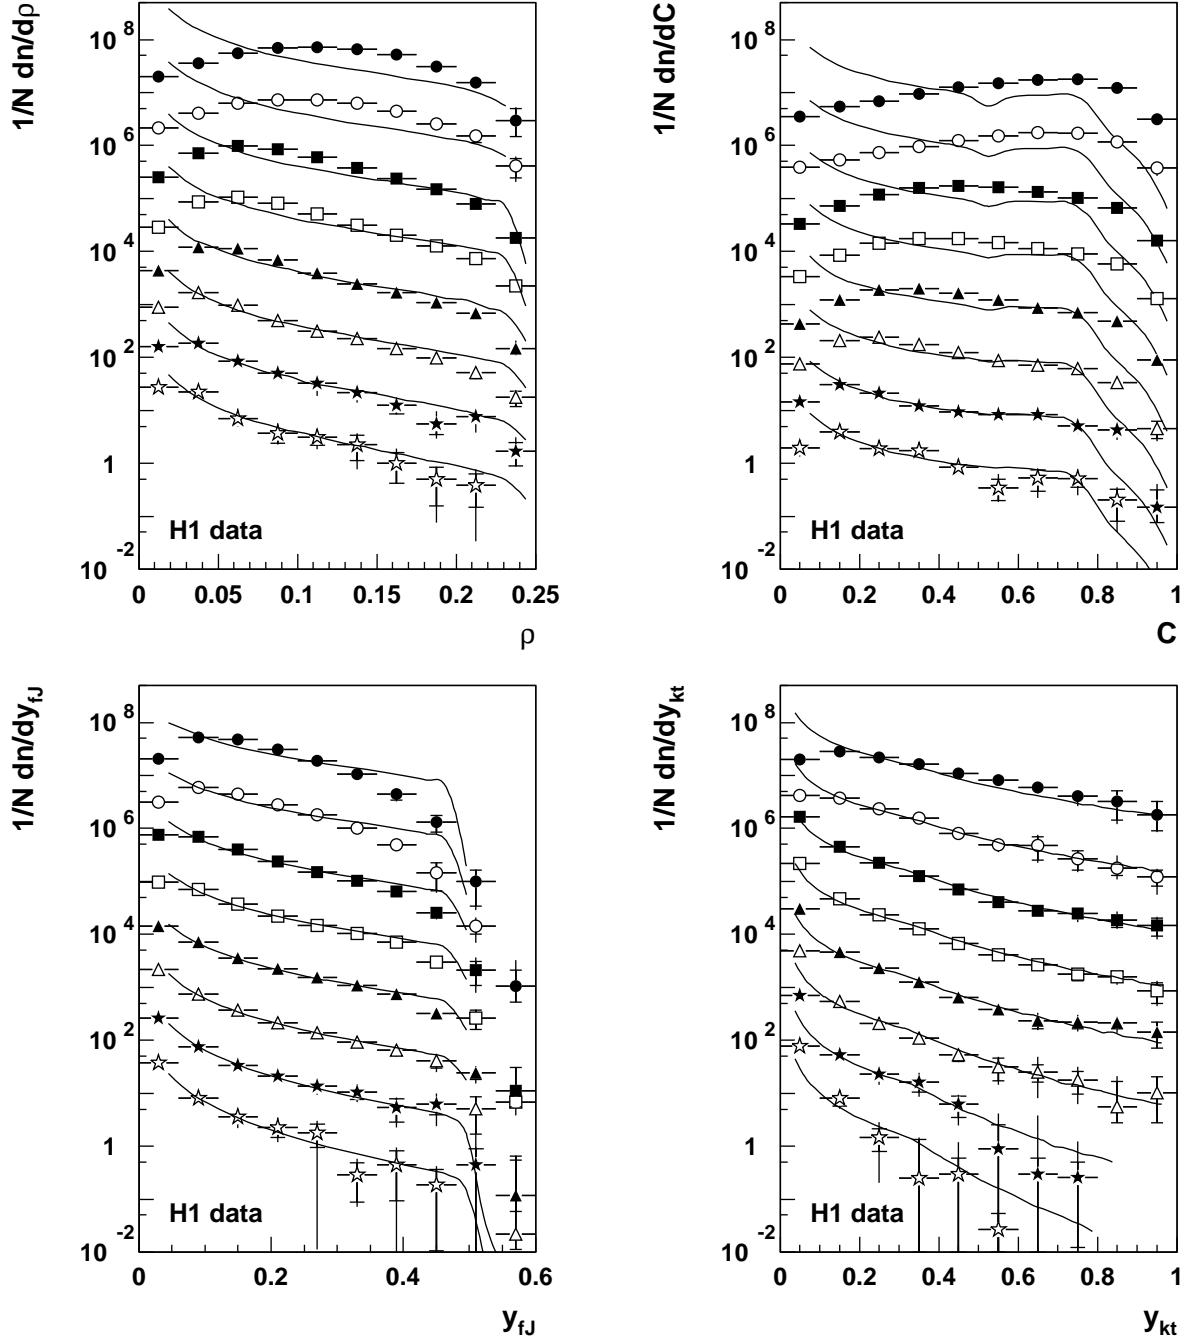 1/N dn/dρ
10 8
10 6
10 4
10 2
1
10 -2
H1 data
0 0.05 0.1 0.15 0.2 0.25
ρ
1/N dn/dC
10 8
10 6
10 4
10 2
1
10 -2
H1 data
0 0.2 0.4 0.6 0.8 1
C
1/N dn/dy_fJ
10 8
10 6
10 4
10 2
1
10 -2
H1 data
0 0.2 0.4 0.6
y_fJ
1/N dn/dy_kt
10 8
10 6
10 4
10 2
1
10 -2
H1 data
0 0.2 0.4 0.6 0.8 1
y_kt